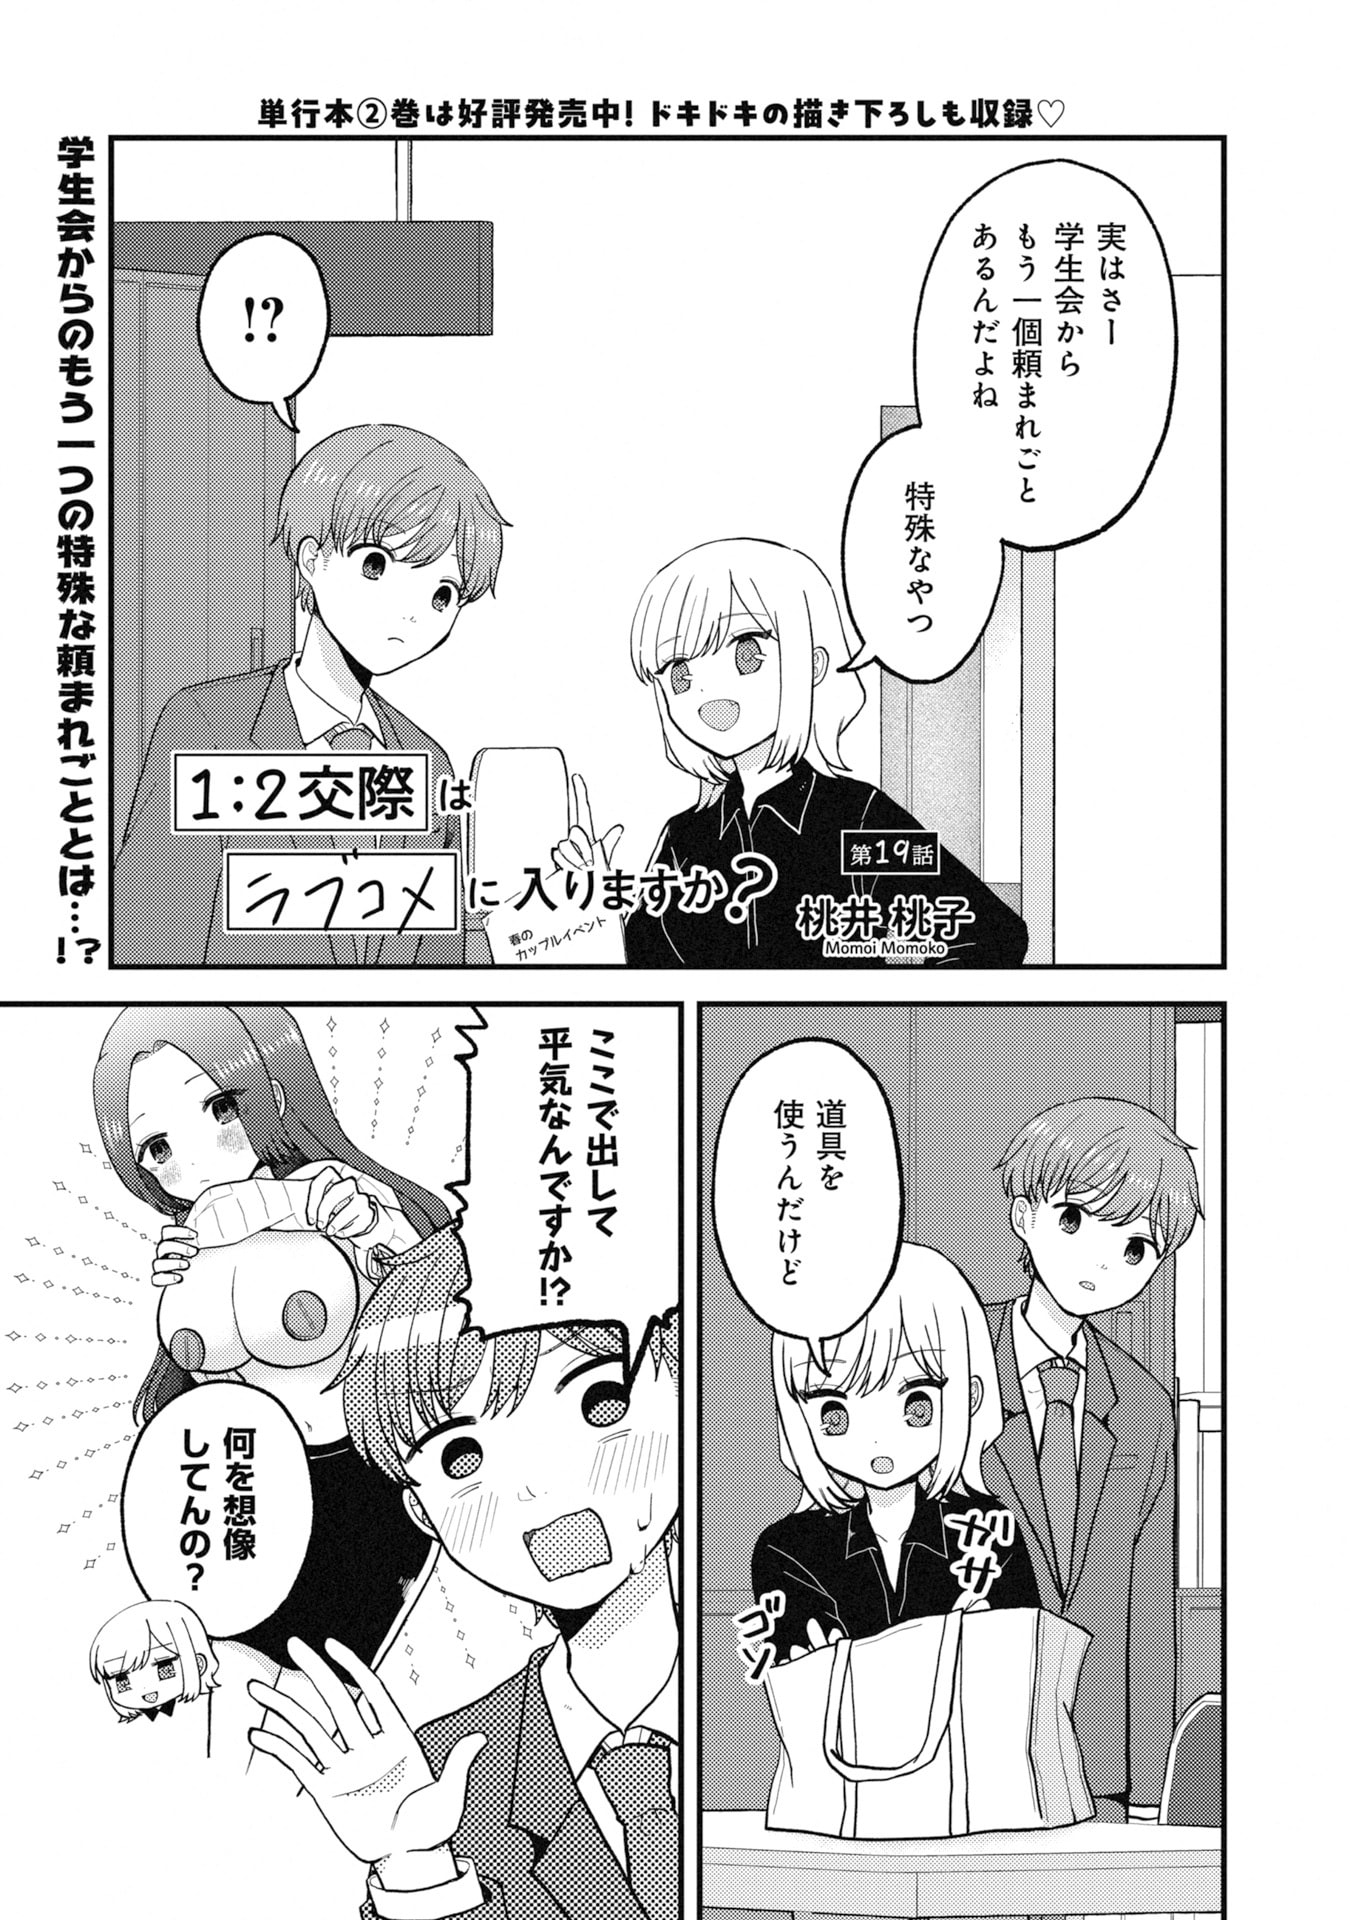 単行本②巻は好評発売中！ドキドキの描き下ろしも収録♡
学生会からのもう一つの特殊な頼まれごととは…！？
実はさー
学生会から
もう一個頼まれごと
あるんだよね
特殊なやつ
!?
1:2交際は
ラブコメに入りますか?
第19話
桃井 桃子
Momoi Momoko
春の
カップルイベント
道具を
使うんだけど
ガサ
ゴソ
ここで出して
平気なんですか!?
何を想像
してんの?